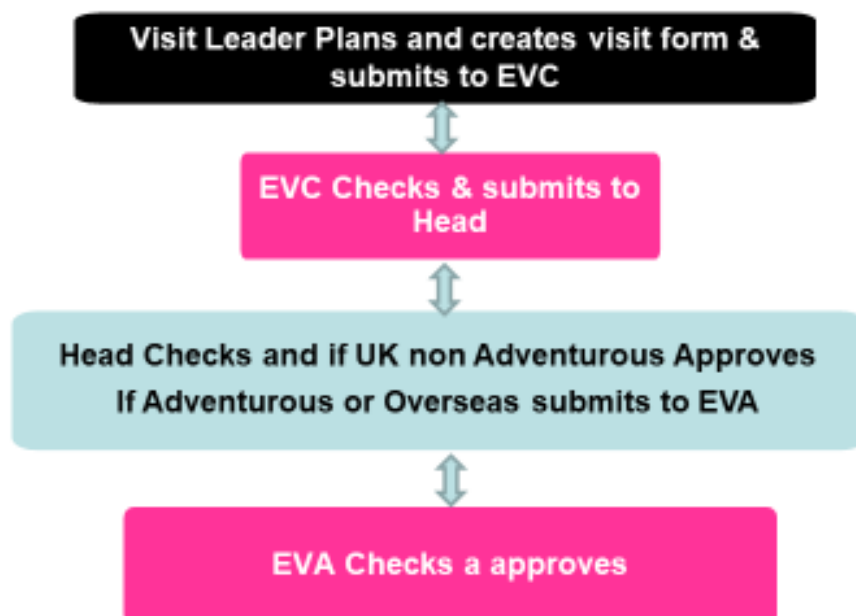 Visit Leader Plans and creates visit form &
submits to EVC
EVC Checks & submits to
Head
Head Checks and if UK non Adventurous Approves
If Adventurous or Overseas submits to EVA
EVA Checks a approves